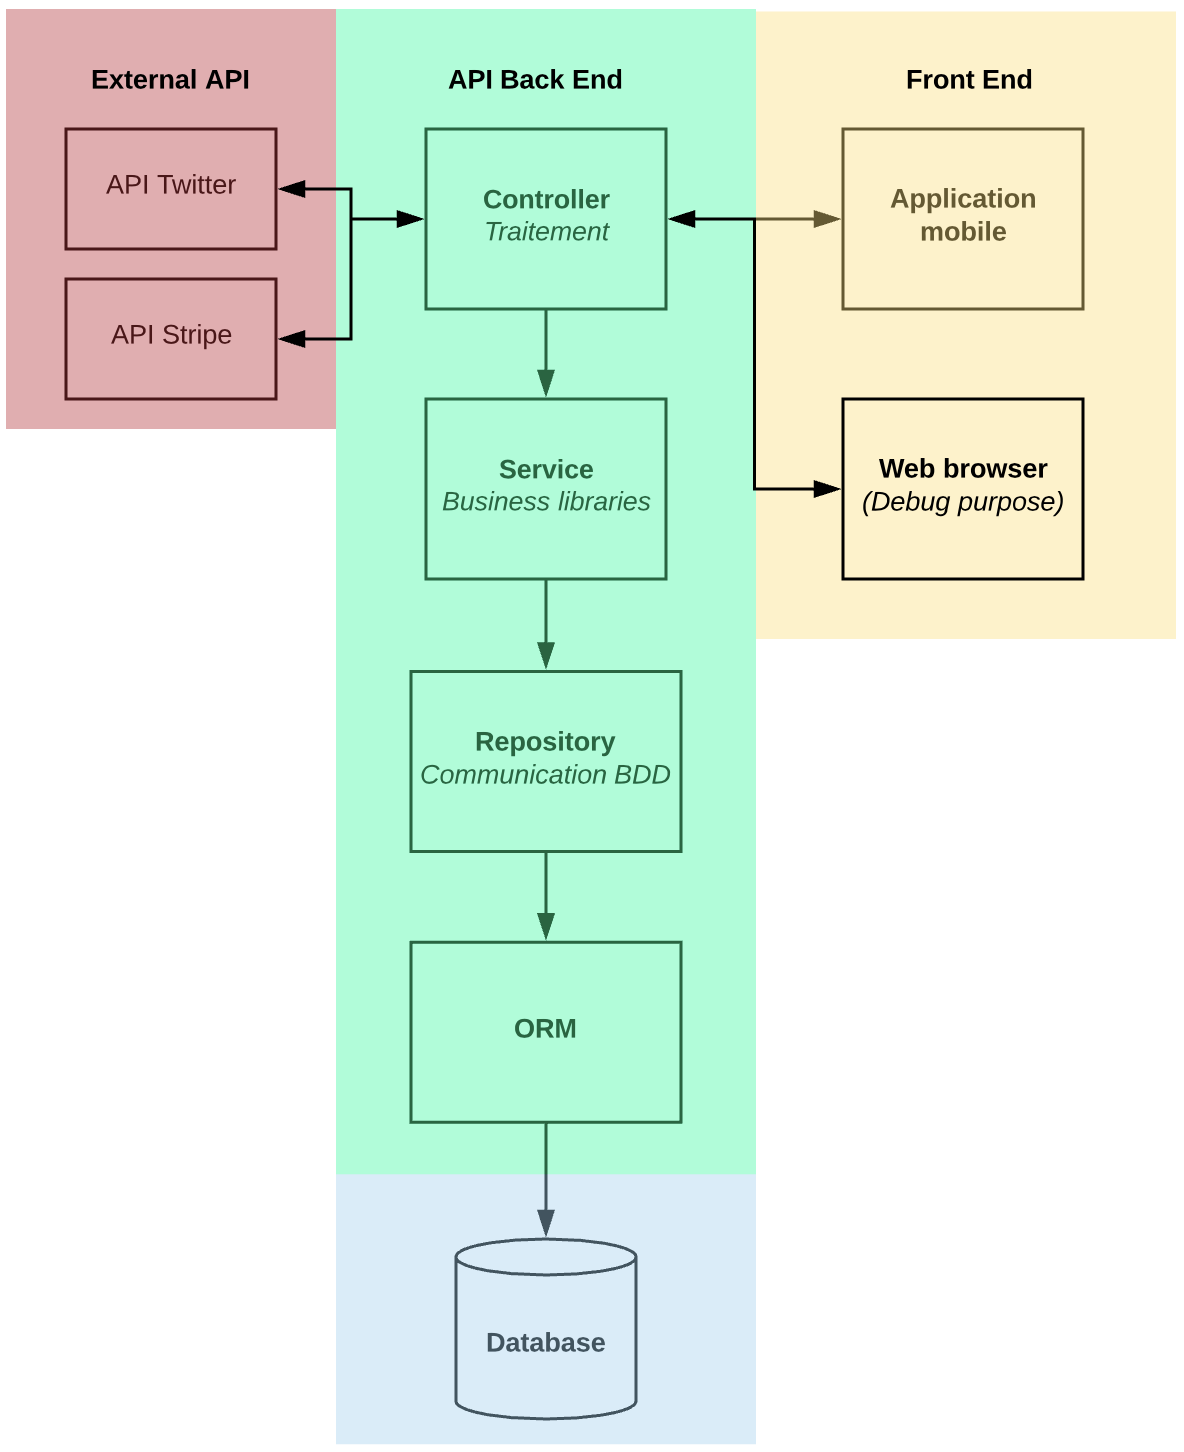 External API
API Back End
Front End
API Twitter
API Stripe
Controller
Traitement
Application
mobile
Service
Business libraries
Web browser
(Debug purpose)
Repository
Communication BDD
ORM
Database